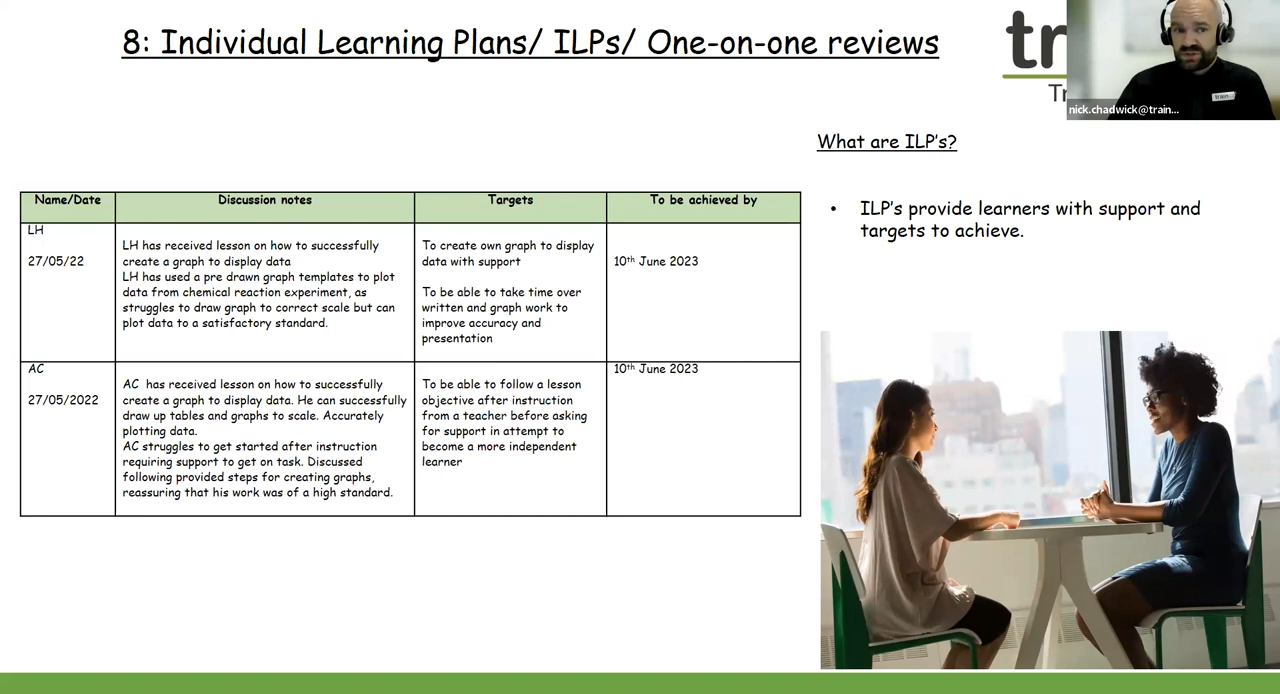 8: Individual Learning Plans/ ILPs/ One-on-one reviews
nick.chadwick@train...
train
What are ILP's?
• ILP's provide learners with support and
targets to achieve.
Name/Date
Discussion notes
Targets
To be achieved by
LH
27/05/22
LH has received lesson on how to successfully
create a graph to display data
LH has used a pre drawn graph templates to plot
data from chemical reaction experiment, as
struggles to draw graph to correct scale but can
plot data to a satisfactory standard.
To create own graph to display
data with support
To be able to take time over
written and graph work to
improve accuracy and
presentation
10th June 2023
AC
27/05/2022
AC has received lesson on how to successfully
create a graph to display data. He can successfully
draw up tables and graphs to scale. Accurately
plotting data.
AC struggles to get started after instruction
requiring support to get on task. Discussed
following provided steps for creating graphs,
reassuring that his work was of a high standard.
To be able to follow a lesson
objective after instruction
from a teacher before asking
for support in attempt to
become a more independent
learner
10th June 2023